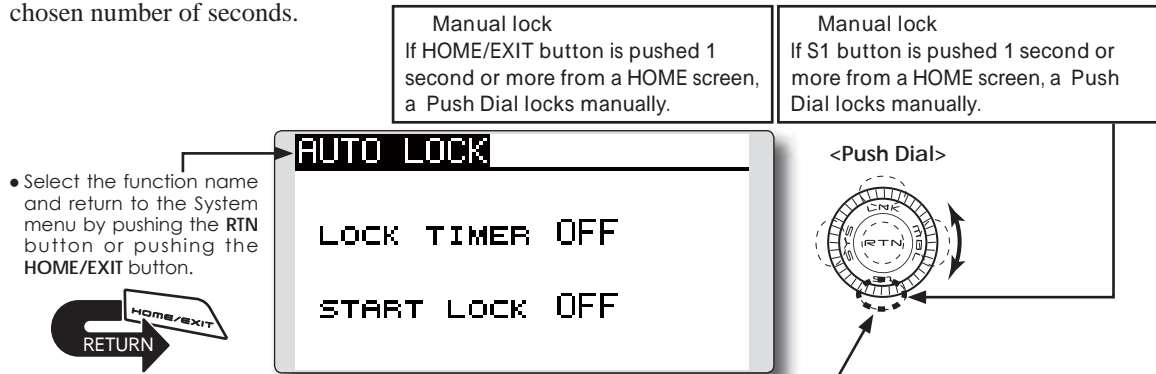 chosen number of seconds.
Manual lock
If HOME/EXIT button is pushed 1
second or more from a HOME screen,
a Push Dial locks manually.
Manual lock
If S1 button is pushed 1 second or
more from a HOME screen, a Push
Dial locks manually.
AUTO LOCK
LOCK TIMER OFF
START LOCK OFF
● Select the function name
and return to the System
menu by pushing the RTN
button or pushing the
HOME/EXIT button.
HOME/EXIT
RETURN
<Push Dial>
LNK
SYS
RTN
MDL
S1